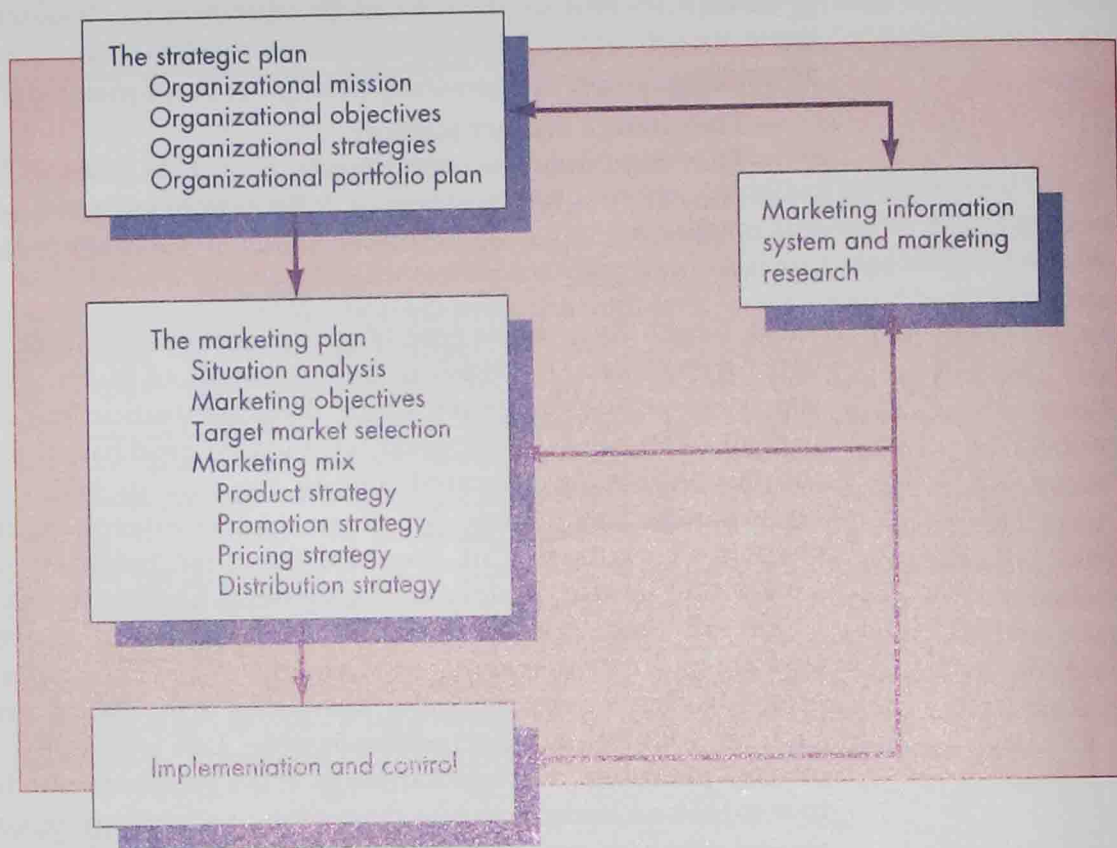 The strategic plan
Organizational mission
Organizational objectives
Organizational strategies
Organizational portfolio plan
Marketing information
system and marketing
research
The marketing plan
Situation analysis
Marketing objectives
Target market selection
Marketing mix
Product strategy
Promotion strategy
Pricing strategy
Distribution strategy
Implementation and control